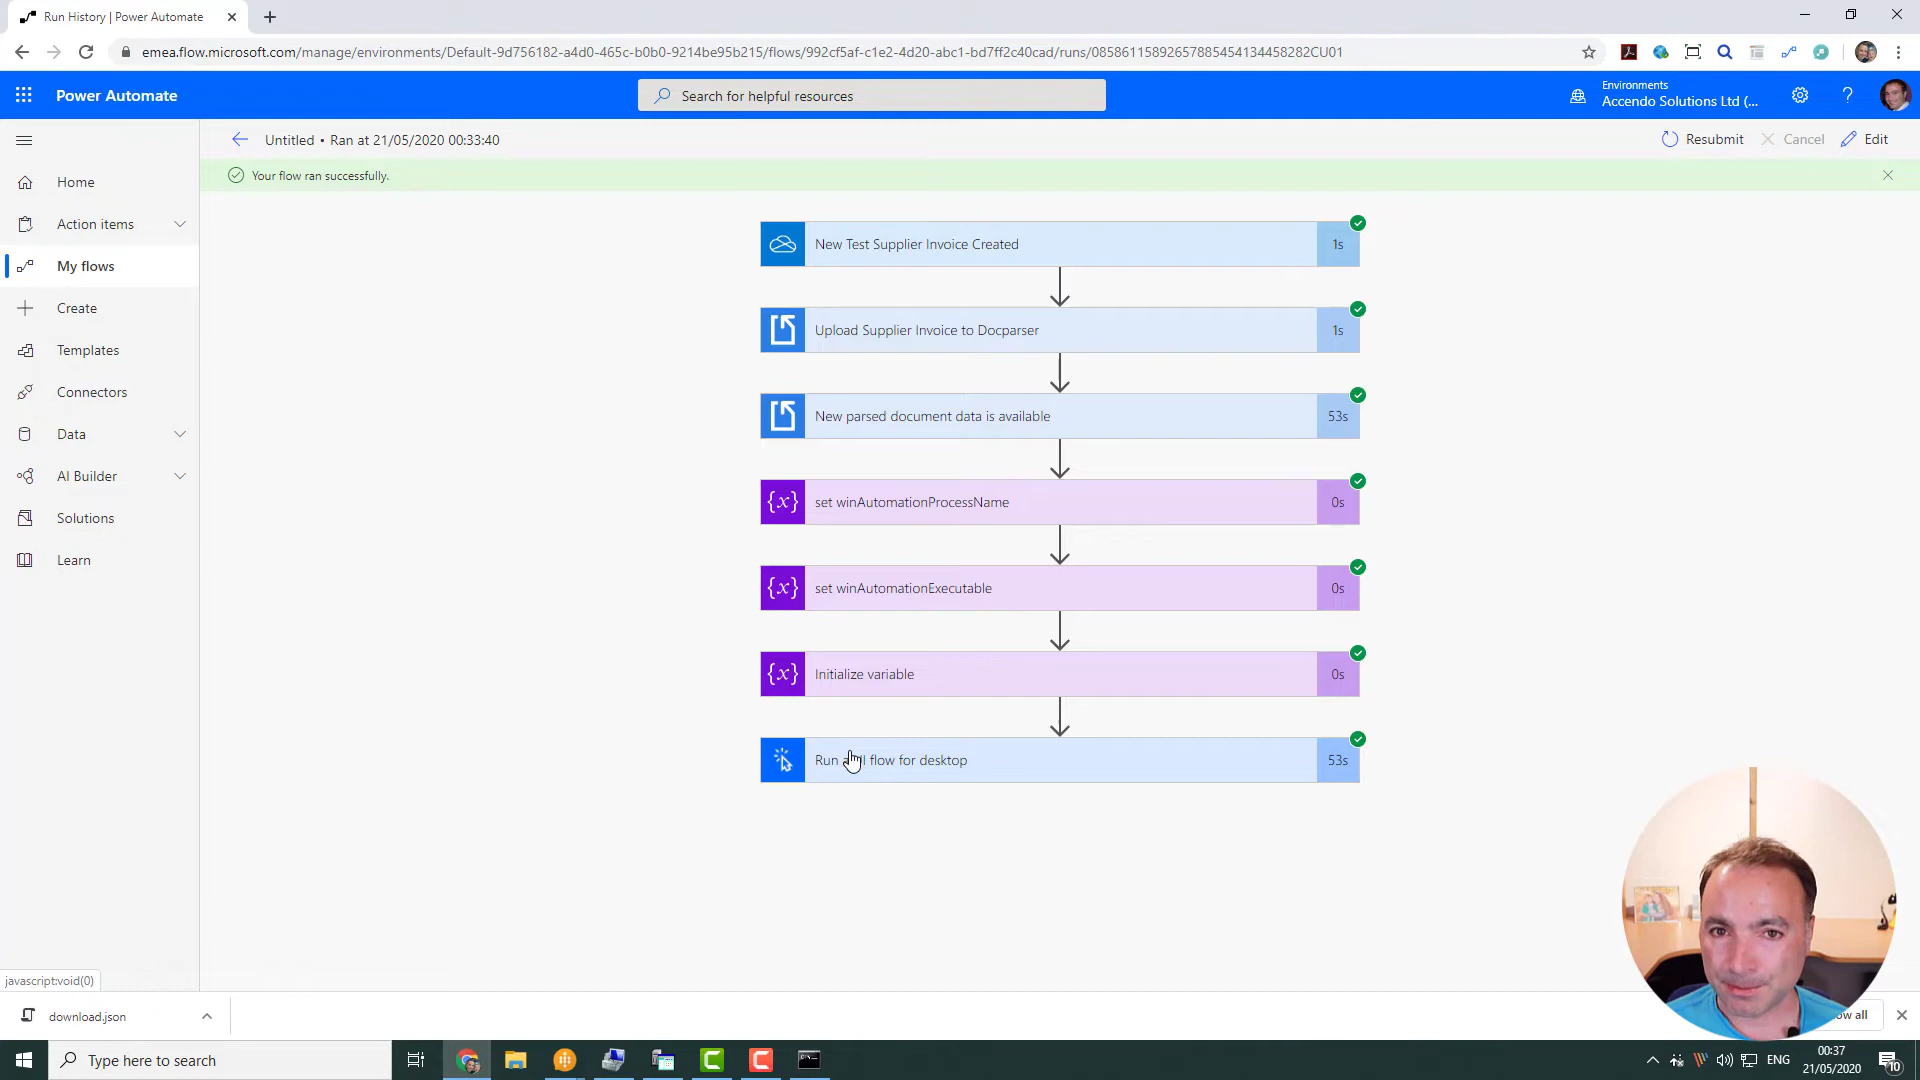 Run History | Power Automate
emea.flow.microsoft.com/manage/environments/Default-9d756182-a4d0-465c-b0b0-9214be95b215/flows/992cf5af-c1e2-4d20-abc1-bd7ff2c40cad/runs/08586115892657885454134458282CU01
Power Automate
Search for helpful resources
Environments
Accendo Solutions Ltd (...
?
Untitled • Ran at 21/05/2020 00:33:40
Resubmit
Cancel
Edit
Your flow ran successfully.
Home
Action items
My flows
Create
Templates
Connectors
Data
AI Builder
Solutions
Learn
New Test Supplier Invoice Created
1s
Upload Supplier Invoice to Docparser
1s
New parsed document data is available
53s
{x} set winAutomationProcessName
0s
{x} set winAutomationExecutable
0s
{x} Initialize variable
0s
Run flow for desktop
53s
javascript:void(0)
download.json
all
Type here to search
ENG
00:37
21/05/2020
10